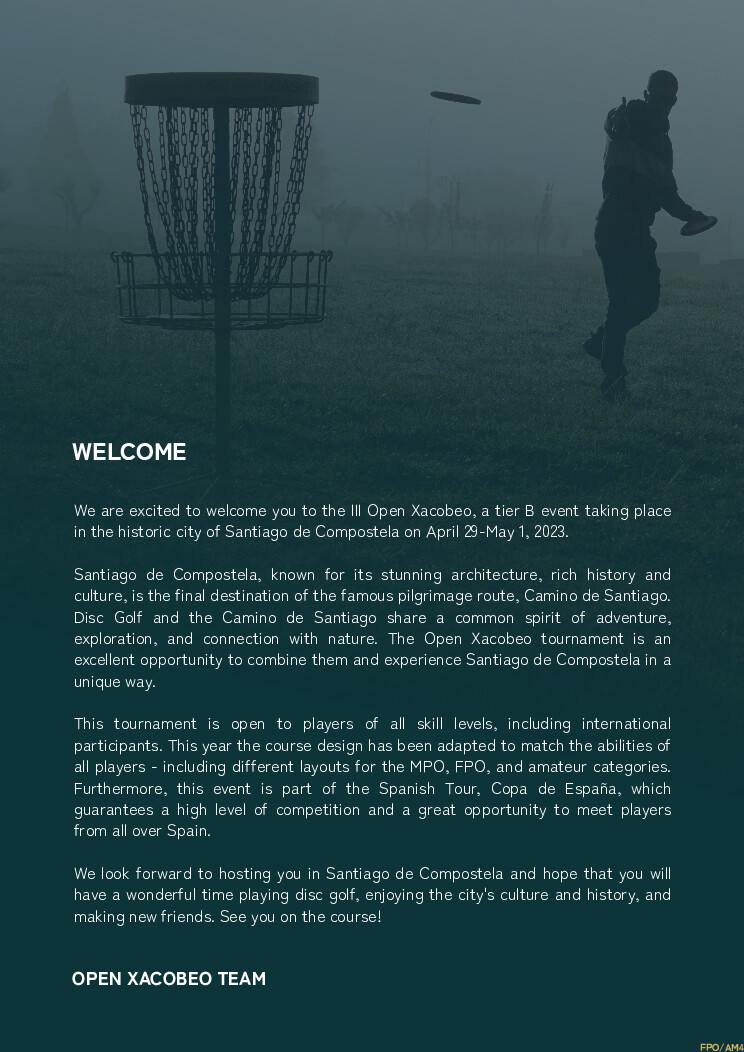 WELCOME
We are excited to welcome you to the III Open Xacobeo, a tier B event taking place
in the historic city of Santiago de Compostela on April 29-May 1, 2023.
Santiago de Compostela, known for its stunning architecture, rich history and
culture, is the final destination of the famous pilgrimage route, Camino de Santiago.
Disc Golf and the Camino de Santiago share a common spirit of adventure,
exploration, and connection with nature. The Open Xacobeo tournament is an
excellent opportunity to combine them and experience Santiago de Compostela in a
unique way.
This tournament is open to players of all skill levels, including international
participants. This year the course design has been adapted to match the abilities of
all players - including different layouts for the MPO, FPO, and amateur categories.
Furthermore, this event is part of the Spanish Tour, Copa de España, which
guarantees a high level of competition and a great opportunity to meet players
from all over Spain.
We look forward to hosting you in Santiago de Compostela and hope that you will
have a wonderful time playing disc golf, enjoying the city's culture and history, and
making new friends. See you on the course!
OPEN XACOBEO TEAM
FPO/AM4